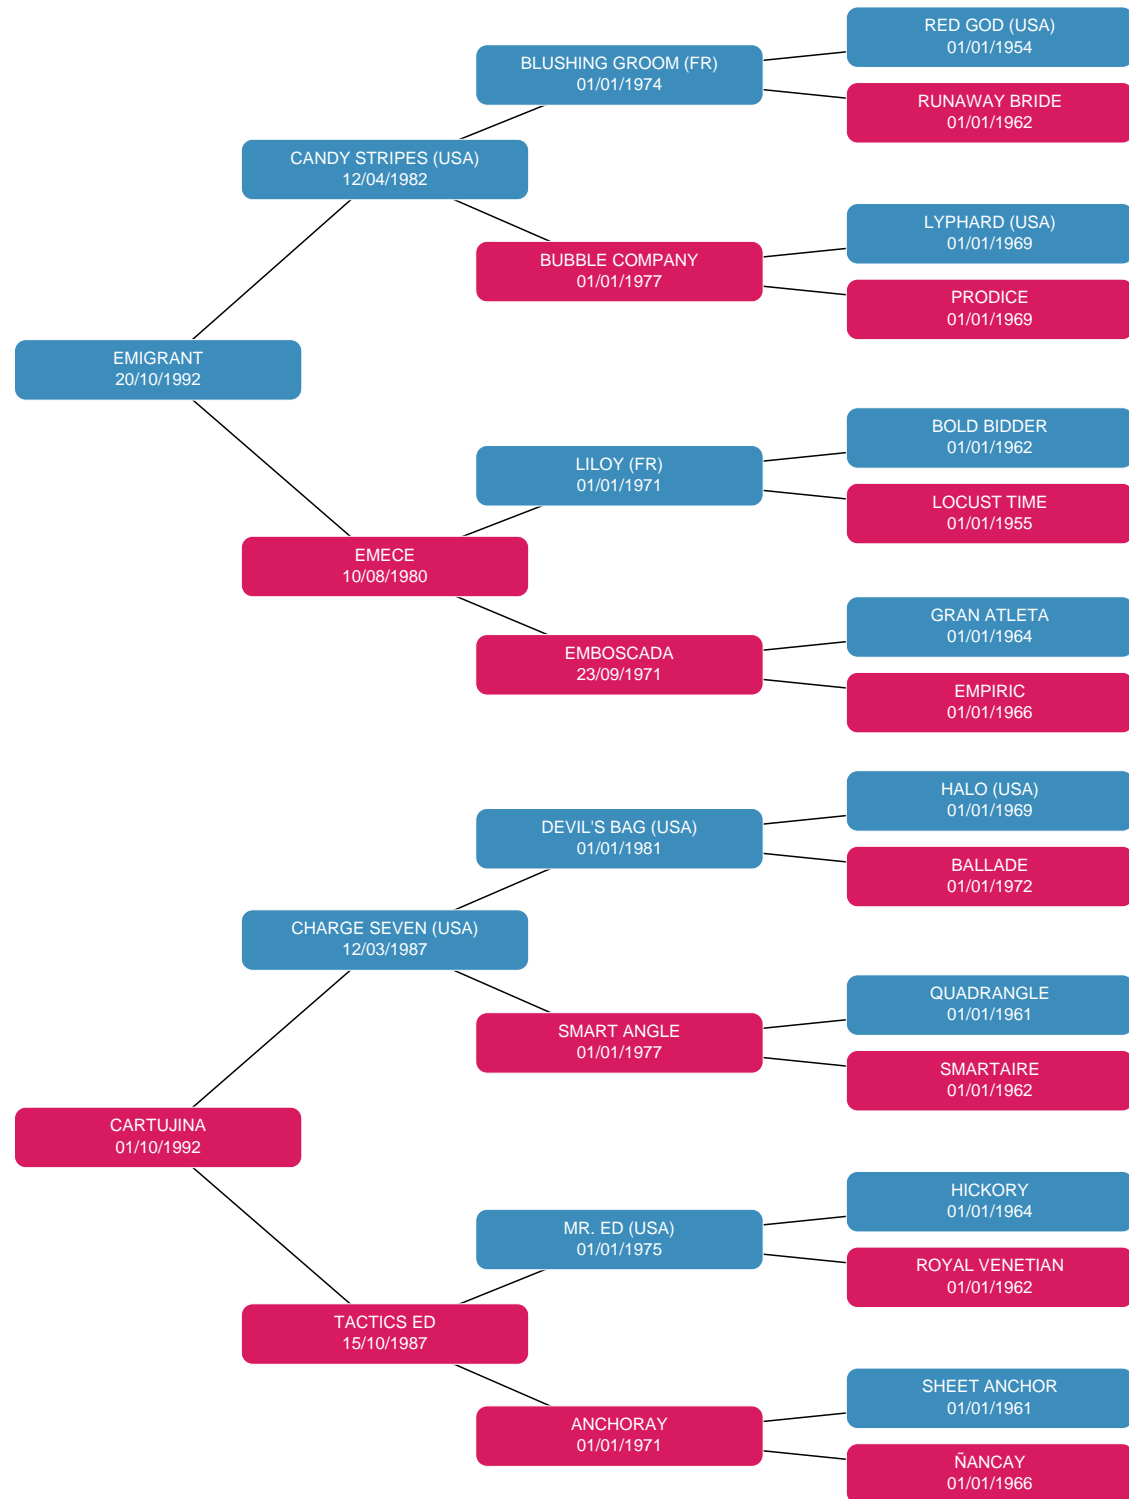 RED GOD (USA)
01/01/1954
BLUSHING GROOM (FR)
01/01/1974
RUNAWAY BRIDE
01/01/1962
CANDY STRIPES (USA)
12/04/1982
LYPHARD (USA)
01/01/1969
BUBBLE COMPANY
01/01/1977
PRODICE
01/01/1969
EMIGRANT
20/10/1992
BOLD BIDDER
01/01/1962
LILOY (FR)
01/01/1971
LOCUST TIME
01/01/1955
EMECE
10/08/1980
GRAN ATLETA
01/01/1964
EMBOSCADA
23/09/1971
EMPIRIC
01/01/1966
HALO (USA)
01/01/1969
DEVIL'S BAG (USA)
01/01/1981
BALLADE
01/01/1972
CHARGE SEVEN (USA)
12/03/1987
QUADRANGLE
01/01/1961
SMART ANGLE
01/01/1977
SMARTAIRE
01/01/1962
CARTUJINA
01/10/1992
HICKORY
01/01/1964
MR. ED (USA)
01/01/1975
ROYAL VENETIAN
01/01/1962
TACTICS ED
15/10/1987
SHEET ANCHOR
01/01/1961
ANCHORAY
01/01/1971
ÑANCAY
01/01/1966